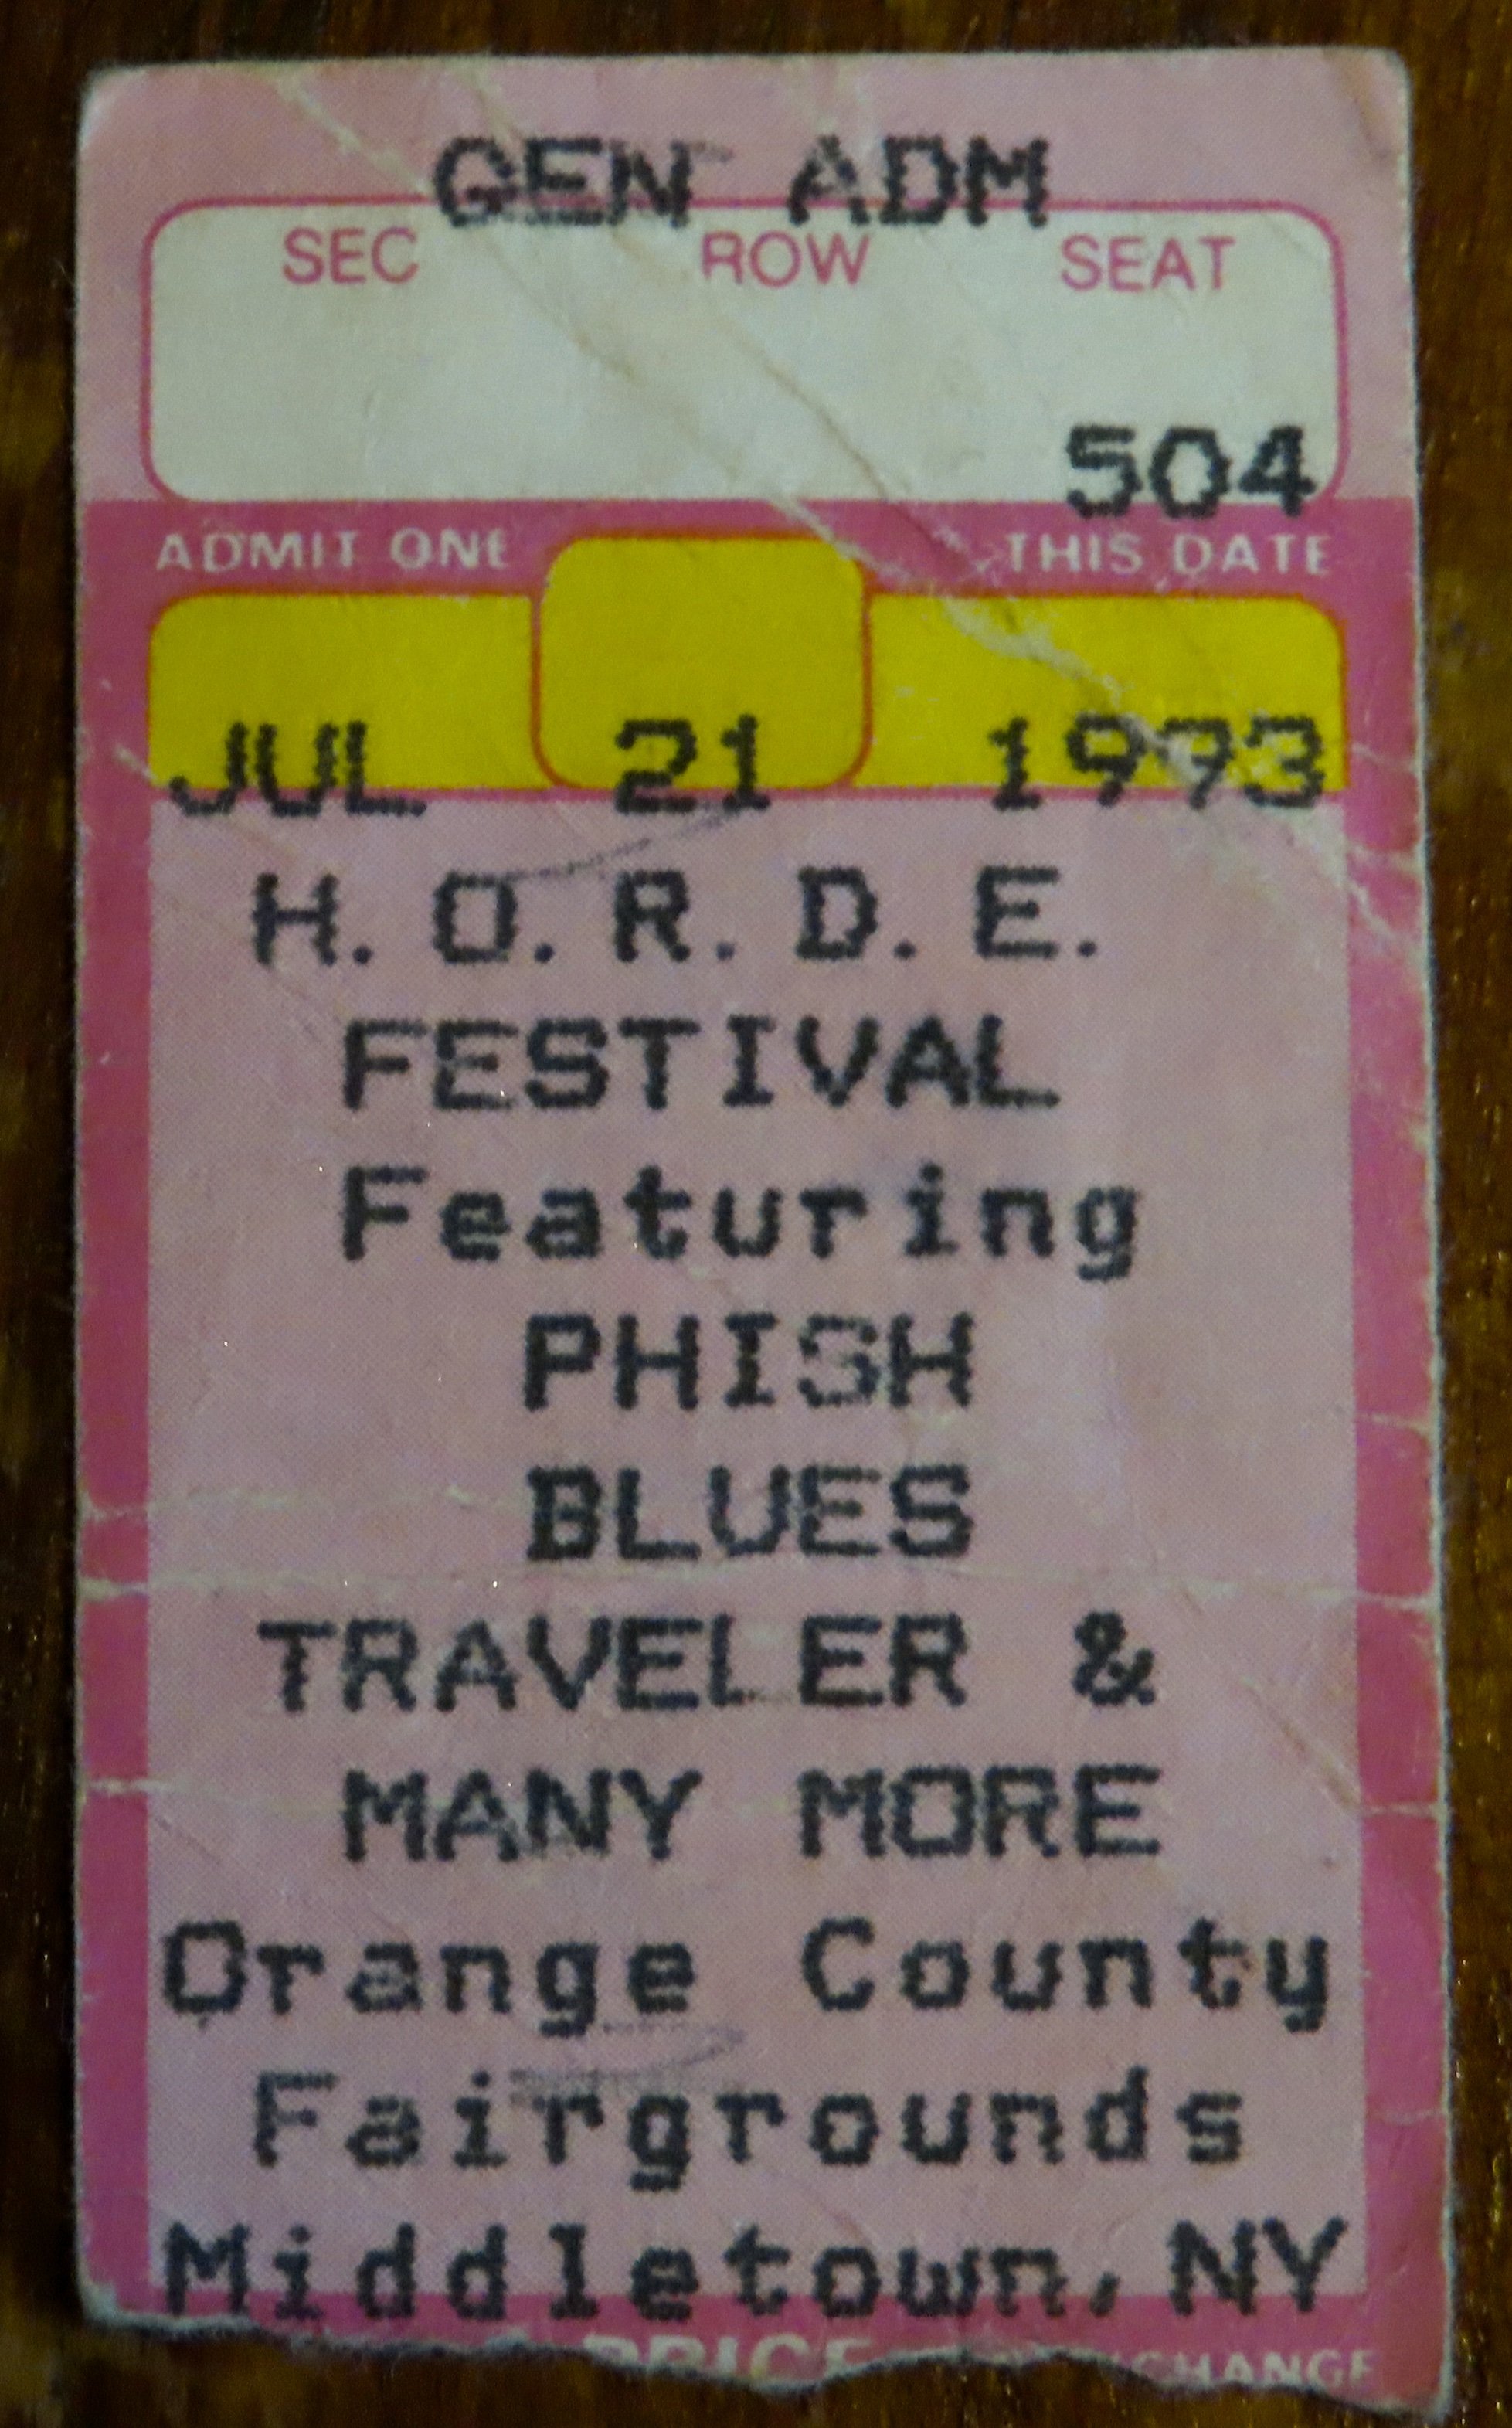 GEN ADM
SEC ROW SEAT
504
ADMIT ONE THIS DATE
JUL 21 1993
H.O.R.D.E.
FESTIVAL
Featuring
PHISH
BLUES
TRAVELER &
MANY MORE
Orange County
Fairgrounds
Middletown, NY
PRICE